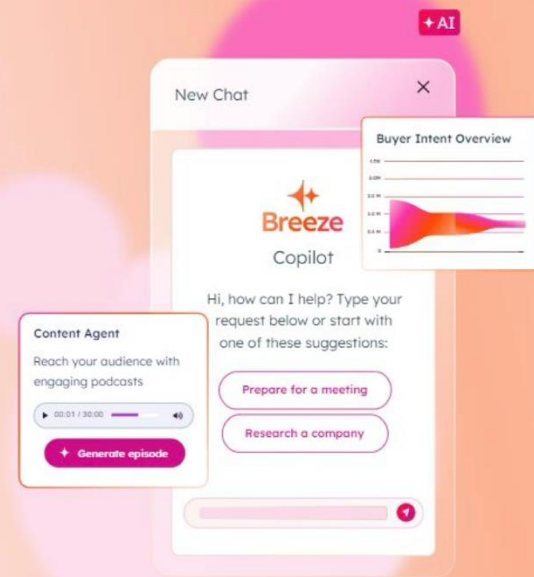 AI
New Chat
Buyer Intent Overview
Breeze
Copilot
Hi, how can I help? Type your
request below or start with
one of these suggestions:
Prepare for a meeting
Research a company
Content Agent
Reach your audience with
engaging podcasts
00:01 / 30:00
Generate episode